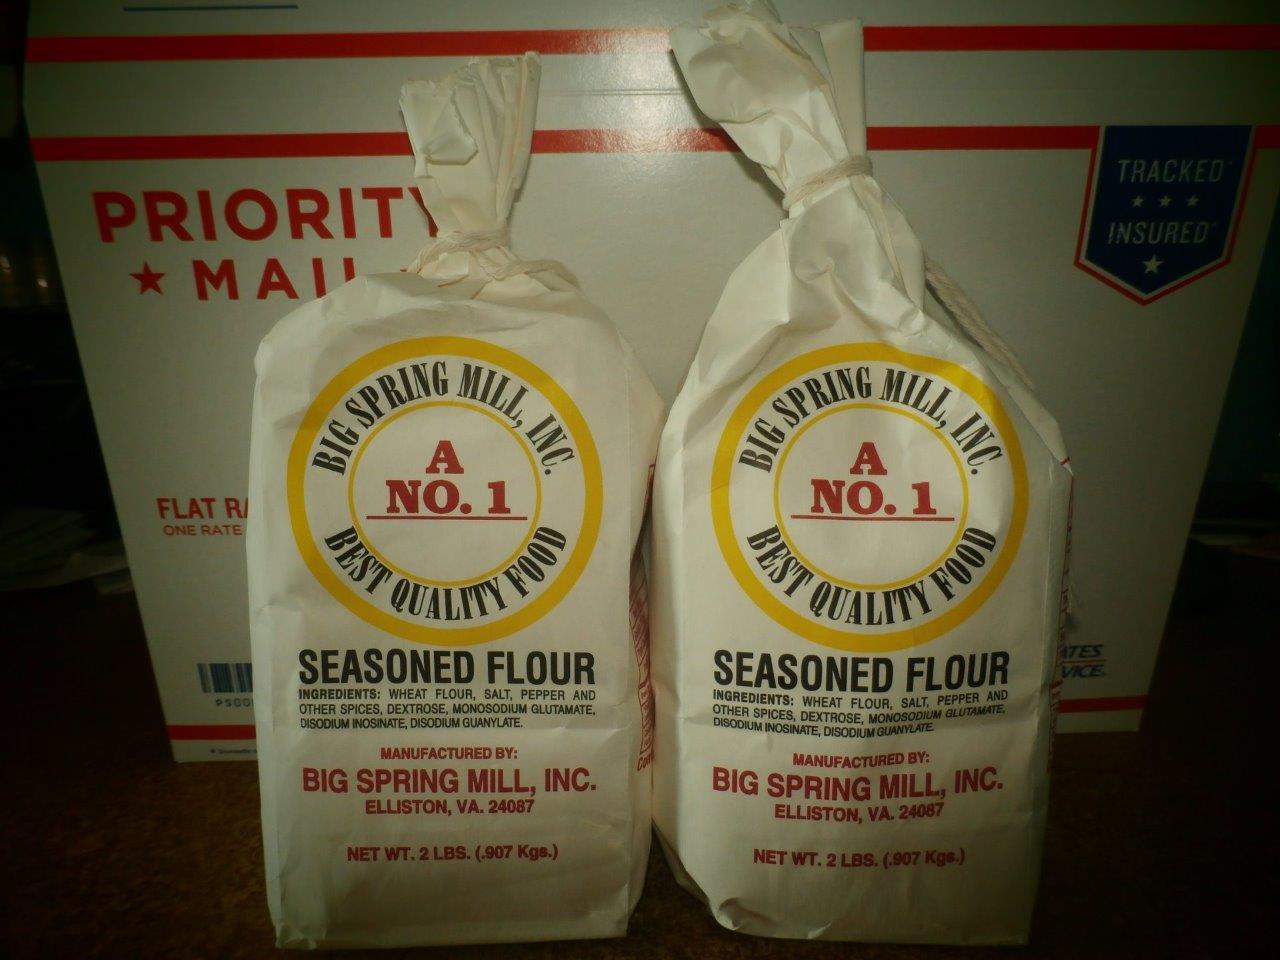 PRIORITY
MAIL
TRACKED
INSURED
FLAT
ONE RATE
BIG SPRING MILL, INC.
A
NO. 1
BEST QUALITY FOOD
SEASONED FLOUR
INGREDIENTS: WHEAT FLOUR, SALT, PEPPER AND
OTHER SPICES, DEXTROSE, MONOSODIUM GLUTAMATE,
DISODIUM INOSINATE, DISODIUM GUANYLATE.
MANUFACTURED BY:
BIG SPRING MILL, INC.
ELLISTON, VA. 24087
NET WT. 2 LBS. (.907 Kgs.)
BIG SPRING MILL, INC.
A
NO. 1
BEST QUALITY FOOD
SEASONED FLOUR
INGREDIENTS: WHEAT FLOUR, SALT, PEPPER AND
OTHER SPICES, DEXTROSE, MONOSODIUM GLUTAMATE,
DISODIUM INOSINATE, DISODIUM GUANYLATE.
MANUFACTURED BY:
BIG SPRING MILL, INC.
ELLISTON, VA. 24087
NET WT. 2 LBS. (.907 Kgs.)